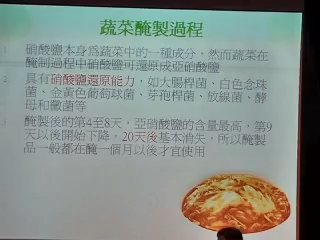 蔬菜醃製過程
1. 硝酸鹽本身為蔬菜中的一種成分，然而蔬菜在
醃制過程中硝酸鹽可還原成亞硝酸鹽
2. 具有硝酸鹽還原能力，如大腸桿菌、白色念珠
菌、金黃色葡萄球菌、芽孢桿菌、放線菌、酵
母和黴菌等
3. 醃製後的第4至8天，亞硝酸鹽的含量最高，第9
天以後開始下降，20天後基本消失，所以醃製
品一般都在醃一個月以後才宜使用